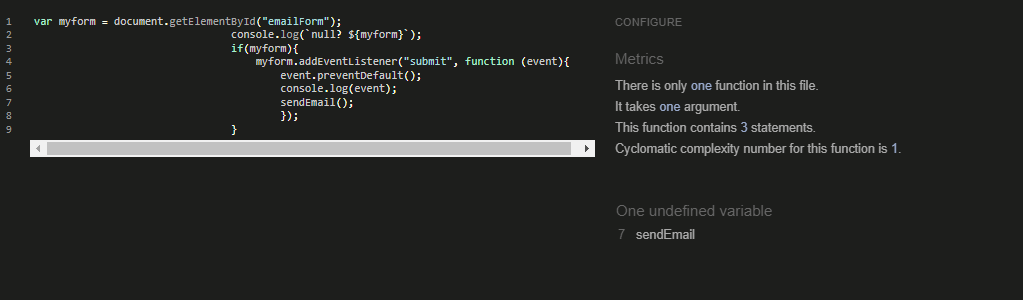 1 var myform = document.getElementById("emailForm");
2 console.log(`null? ${myform}`);
3 if(myform){
4 myform.addEventListener("submit", function (event){
5 event.preventDefault();
6 console.log(event);
7 sendEmail();
8 });
9 }
CONFIGURE
Metrics
There is only one function in this file.
It takes one argument.
This function contains 3 statements.
Cyclomatic complexity number for this function is 1.
One undefined variable
7 sendEmail